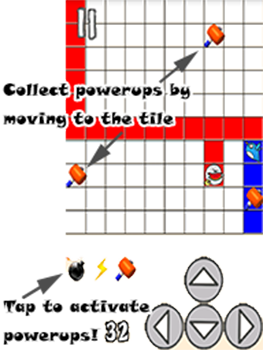 Collect powerups by
moving to the tile
Tap to activate
powerups! 32